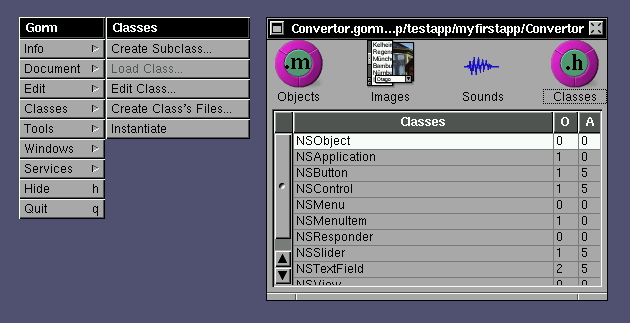 Gorm
Info
Document
Edit
Classes
Tools
Windows
Services
Hide h
Quit q
Classes
Create Subclass...
Load Class...
Edit Class...
Create Class's Files...
Instantiate
Convertor.gorm...p/testapp/myfirstapp/Convertor
.m
.h
Objects Images Sounds Classes
Classes O A
NSObject 0 0
NSApplication 1 0
NSButton 1 5
NSControl 1 5
NSMenu 0 0
NSMenuItem 1 0
NSResponder 0 0
NSSlider 1 5
NSTextField 2 5
NSView 0 0